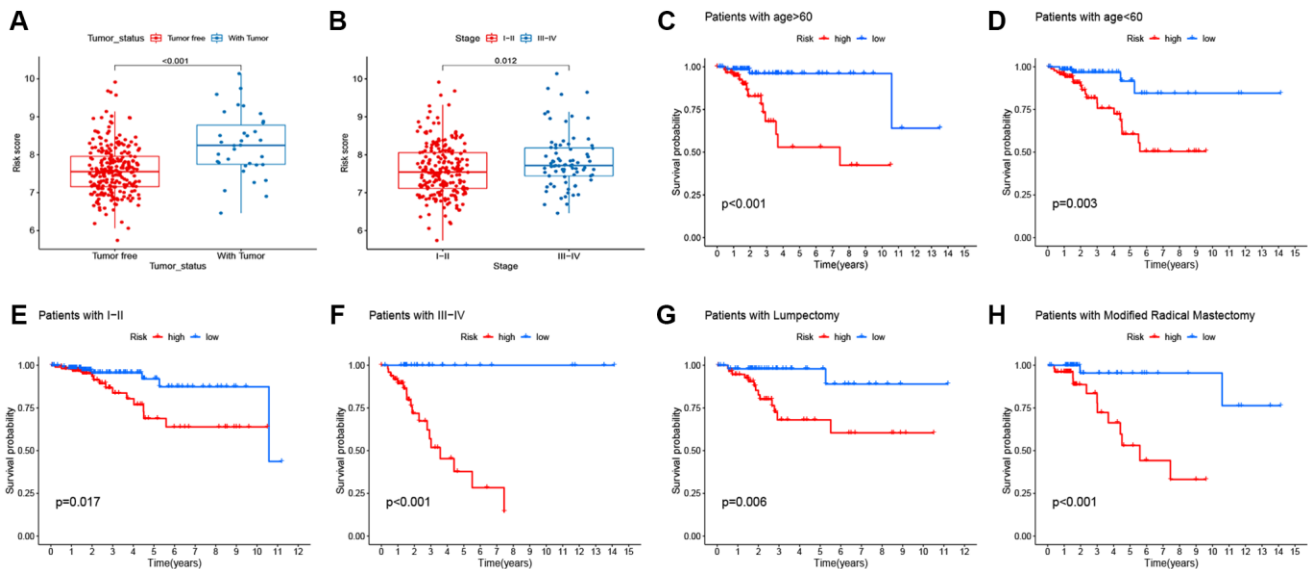 A
Tumor_status Tumor free With Tumor
<0.001
10
9
8
7
6
Risk score
Tumor free With Tumor
Tumor_status
B
Stage I-II III-IV
0.012
10
9
8
7
6
Risk score
I-II III-IV
Stage
C
Patients with age>60
Risk high low
1.00
0.75
0.50
0.25
0.00
Survival probability
p<0.001
0 1 2 3 4 5 6 7 8 9 10 11 12 13 14 15
Time(years)
D
Patients with age<60
Risk high low
1.00
0.75
0.50
0.25
0.00
Survival probability
p=0.003
0 1 2 3 4 5 6 7 8 9 10 11 12 13 14 15
Time(years)
E
Patients with I-II
Risk high low
1.00
0.75
0.50
0.25
0.00
Survival probability
p=0.017
0 1 2 3 4 5 6 7 8 9 10 11 12
Time(years)
F
Patients with III-IV
Risk high low
1.00
0.75
0.50
0.25
0.00
Survival probability
p<0.001
0 1 2 3 4 5 6 7 8 9 10 11 12 13 14 15
Time(years)
G
Patients with Lumpectomy
Risk high low
1.00
0.75
0.50
0.25
0.00
Survival probability
p=0.006
0 1 2 3 4 5 6 7 8 9 10 11 12
Time(years)
H
Patients with Modified Radical Mastectomy
Risk high low
1.00
0.75
0.50
0.25
0.00
Survival probability
p<0.001
0 1 2 3 4 5 6 7 8 9 10 11 12 13 14 15
Time(years)